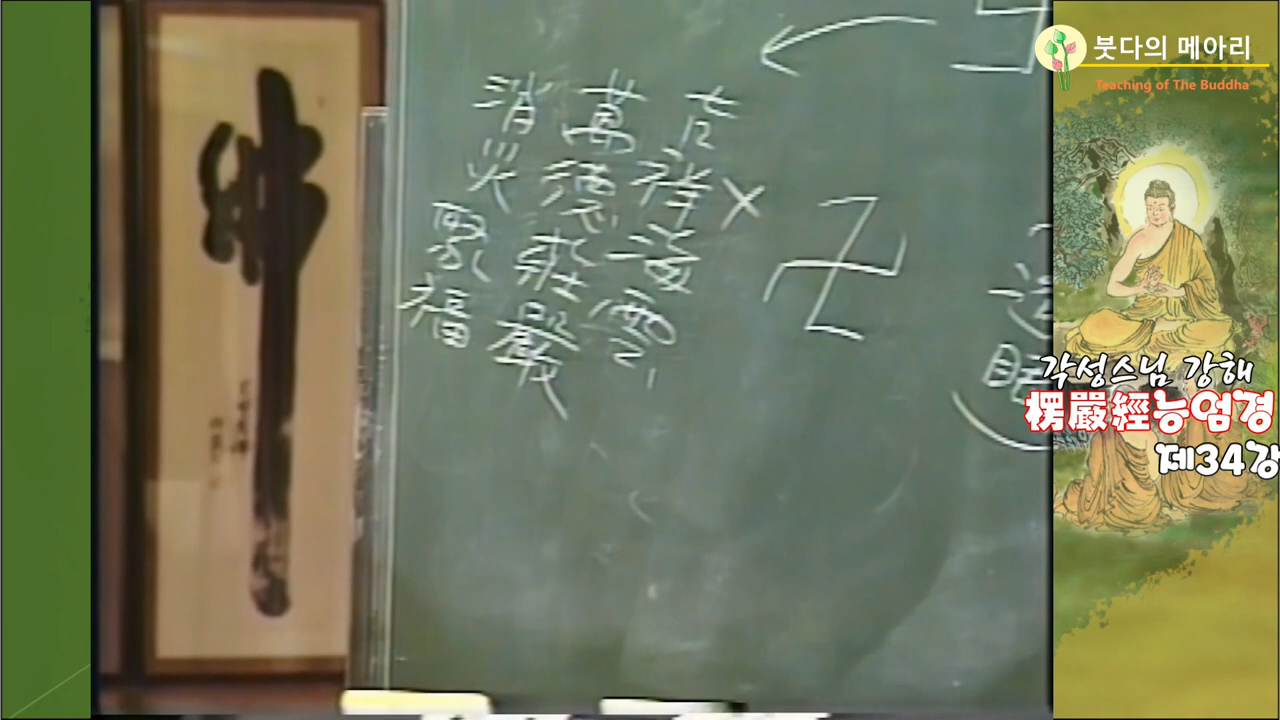 붓다의 메아리
Teaching of The Buddha
吉祥海雲
萬德莊嚴
消災聚福
卍
佛
각성스님 강해
楞嚴經능엄경
제34강